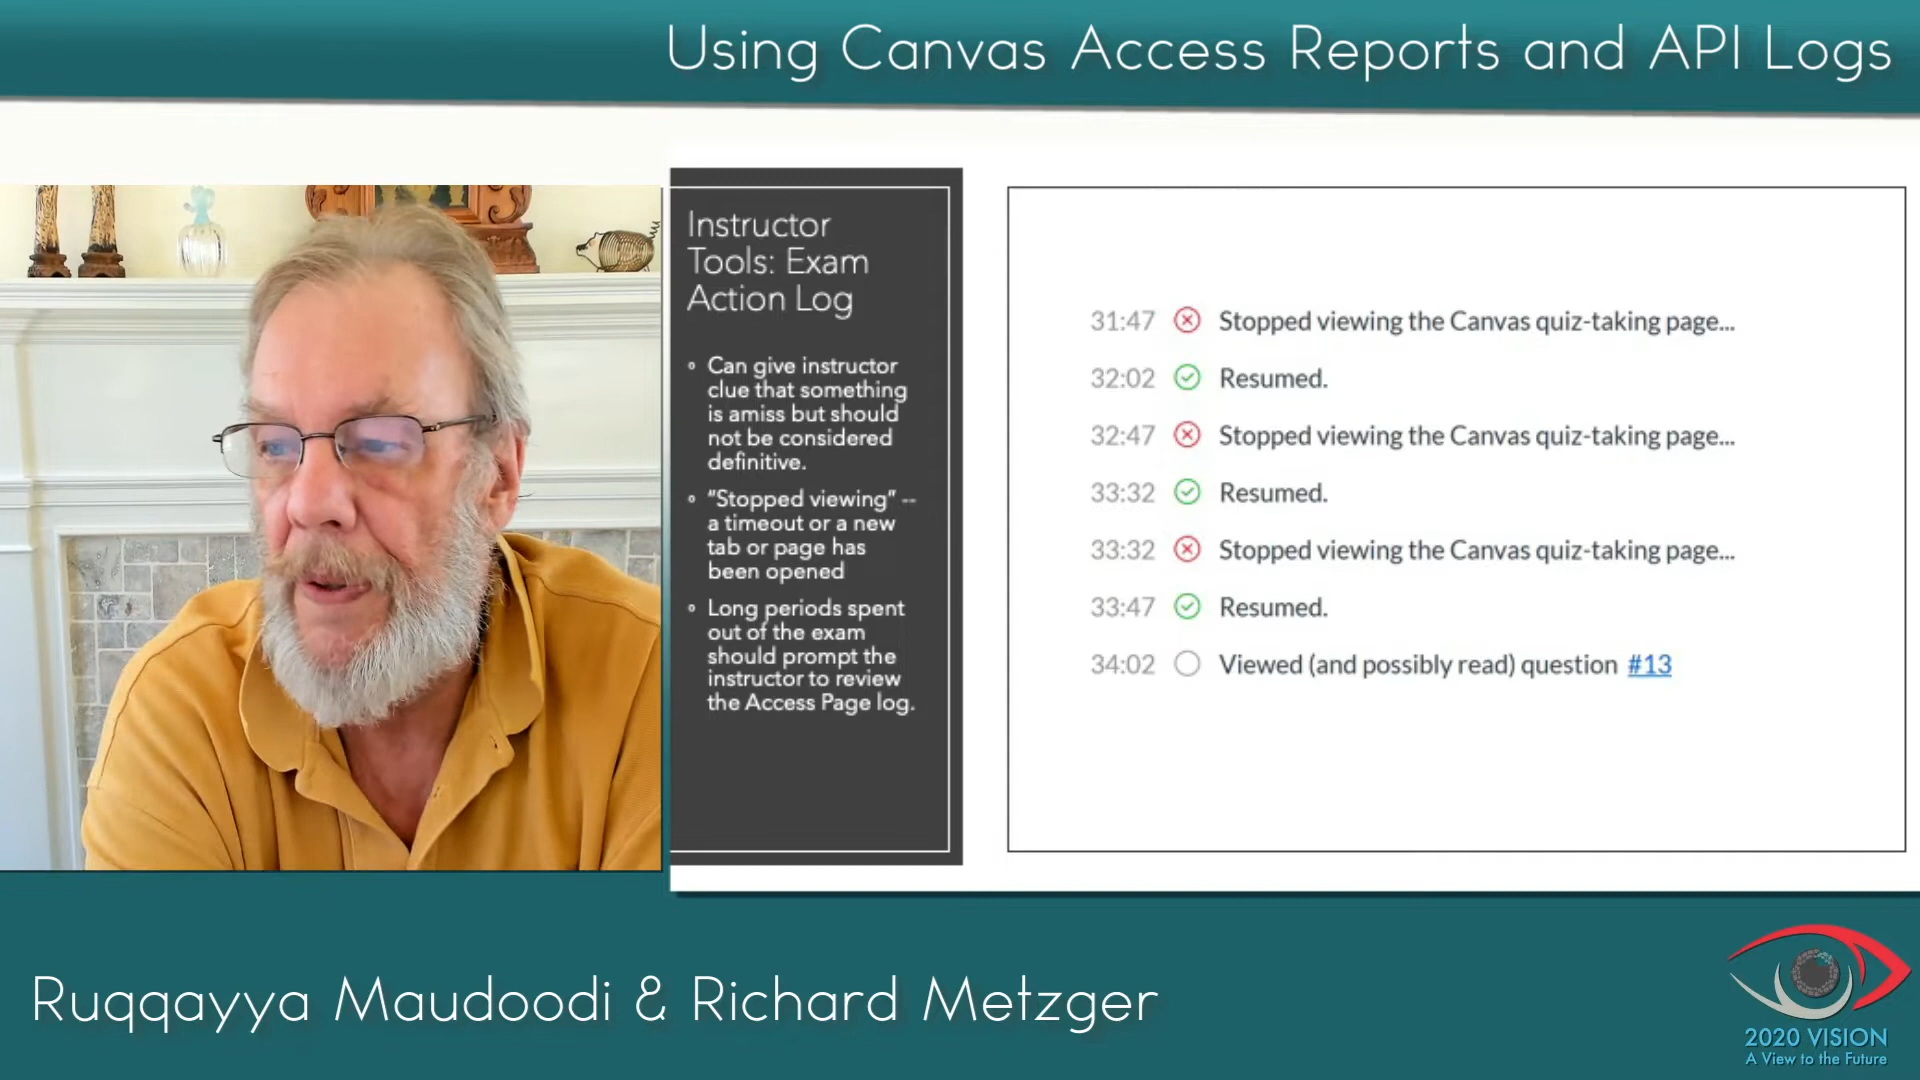 Using Canvas Access Reports and API Logs
Instructor
Tools: Exam
Action Log
Can give instructor
clue that something
is amiss but should
not be considered
definitive.
"Stopped viewing" --
a timeout or a new
tab or page has
been opened
Long periods spent
out of the exam
should prompt the
instructor to review
the Access Page log.
31:47 Stopped viewing the Canvas quiz-taking page...
32:02 Resumed.
32:47 Stopped viewing the Canvas quiz-taking page...
33:32 Resumed.
33:32 Stopped viewing the Canvas quiz-taking page...
33:47 Resumed.
34:02 Viewed (and possibly read) question #13
Ruqqayya Maudoodi & Richard Metzger
2020 VISION
A View to the Future